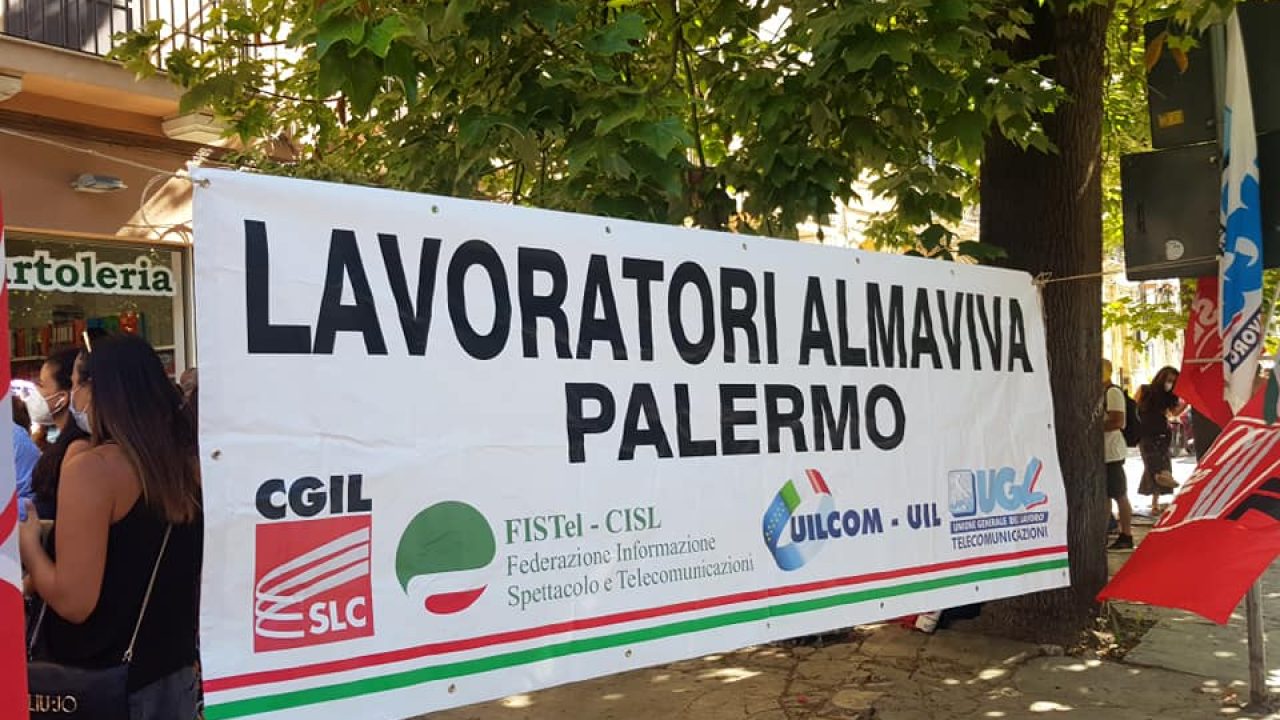 rtoleria
LAVORATORI ALMAVIVA
PALERMO
CGIL
SLC
FISTel - CISL
Federazione Informazione
Spettacolo e Telecomunicazioni
UILCOM - UIL
UGL
UNIONE GENERALE DEL LAVORO
TELECOMUNICAZIONI
LIU·JO